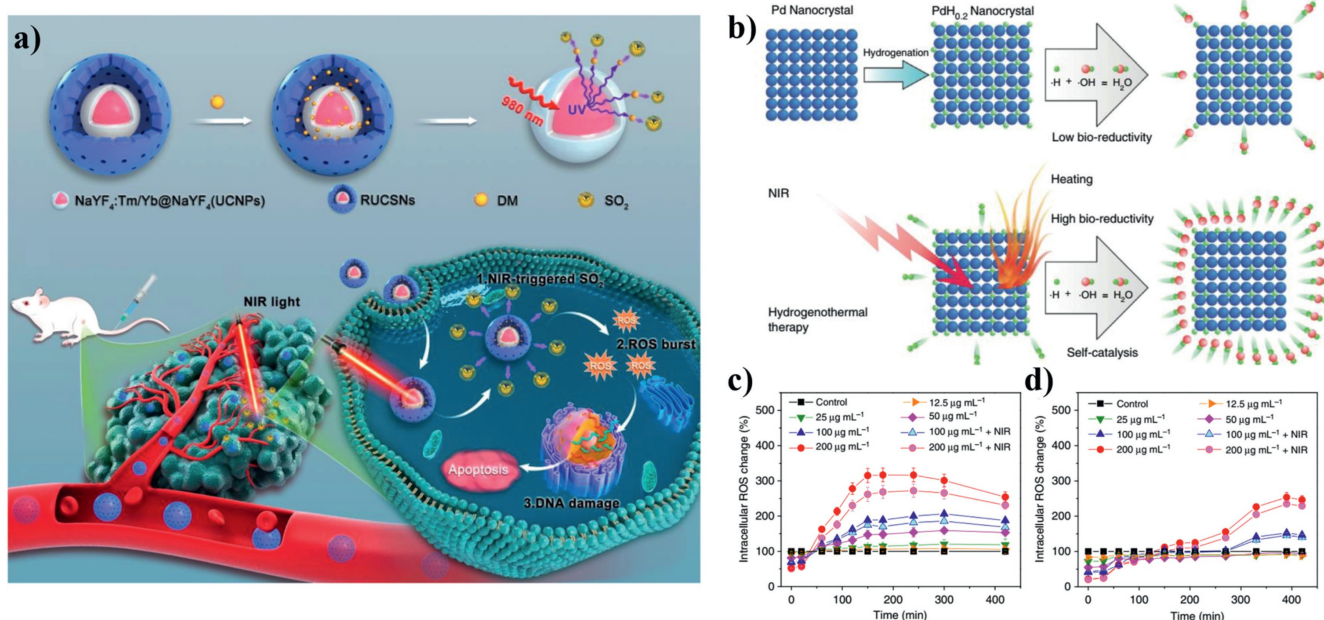 a)
SO₂
UV
980 nm
NaYF₄:Tm/Yb@NaYF₄(UCNPs)
RUCSNs
DM
SO₂
NIR light
1.NIR-triggered SO₂
ROS
2.ROS burst
ROS
ROS
Apoptosis
3.DNA damage
b)
Pd Nanocrystal
PdH₀.₂ Nanocrystal
Hydrogenation
·H + ·OH = H₂O
Low bio-reductivity
NIR
Heating
High bio-reductivity
·H + ·OH = H₂O
Hydrogenothermal
therapy
Self-catalysis
c)
Control
12.5 µg mL⁻¹
25 µg mL⁻¹
50 µg mL⁻¹
100 µg mL⁻¹
100 µg mL⁻¹ + NIR
200 µg mL⁻¹
200 µg mL⁻¹ + NIR
Intracellular ROS change (%)
500
400
300
200
100
0
0 100 200 300 400
Time (min)
d)
Control
12.5 µg mL⁻¹
25 µg mL⁻¹
50 µg mL⁻¹
100 µg mL⁻¹
100 µg mL⁻¹ + NIR
200 µg mL⁻¹
200 µg mL⁻¹ + NIR
Intracellular ROS change (%)
500
400
300
200
100
0
0 100 200 300 400
Time (min)